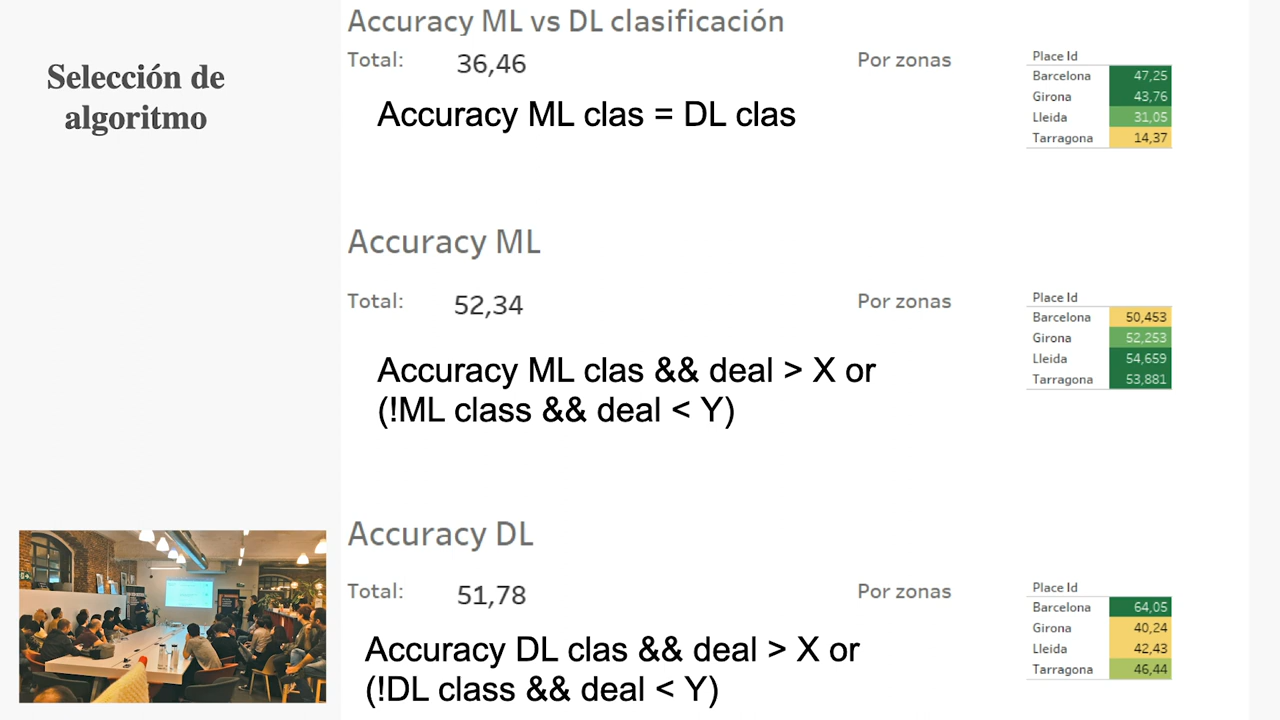 Selección de
algoritmo
Accuracy ML vs DL clasificación
Total: 36,46 Por zonas
Accuracy ML clas = DL clas
Place Id
Barcelona 47,25
Girona 43,76
Lleida 31,05
Tarragona 14,37
Accuracy ML
Total: 52,34 Por zonas
Accuracy ML clas && deal > X or
(!ML class && deal < Y)
Place Id
Barcelona 50,453
Girona 52,253
Lleida 54,659
Tarragona 53,881
Accuracy DL
Total: 51,78 Por zonas
Accuracy DL clas && deal > X or
(!DL class && deal < Y)
Place Id
Barcelona 64,05
Girona 40,24
Lleida 42,43
Tarragona 46,44